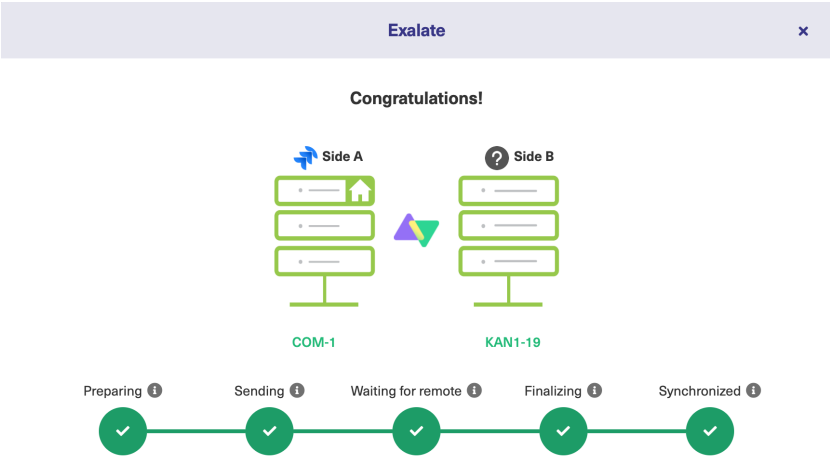 Exalate
Congratulations!
Side A
Side B
COM-1
KAN1-19
Preparing
Sending
Waiting for remote
Finalizing
Synchronized